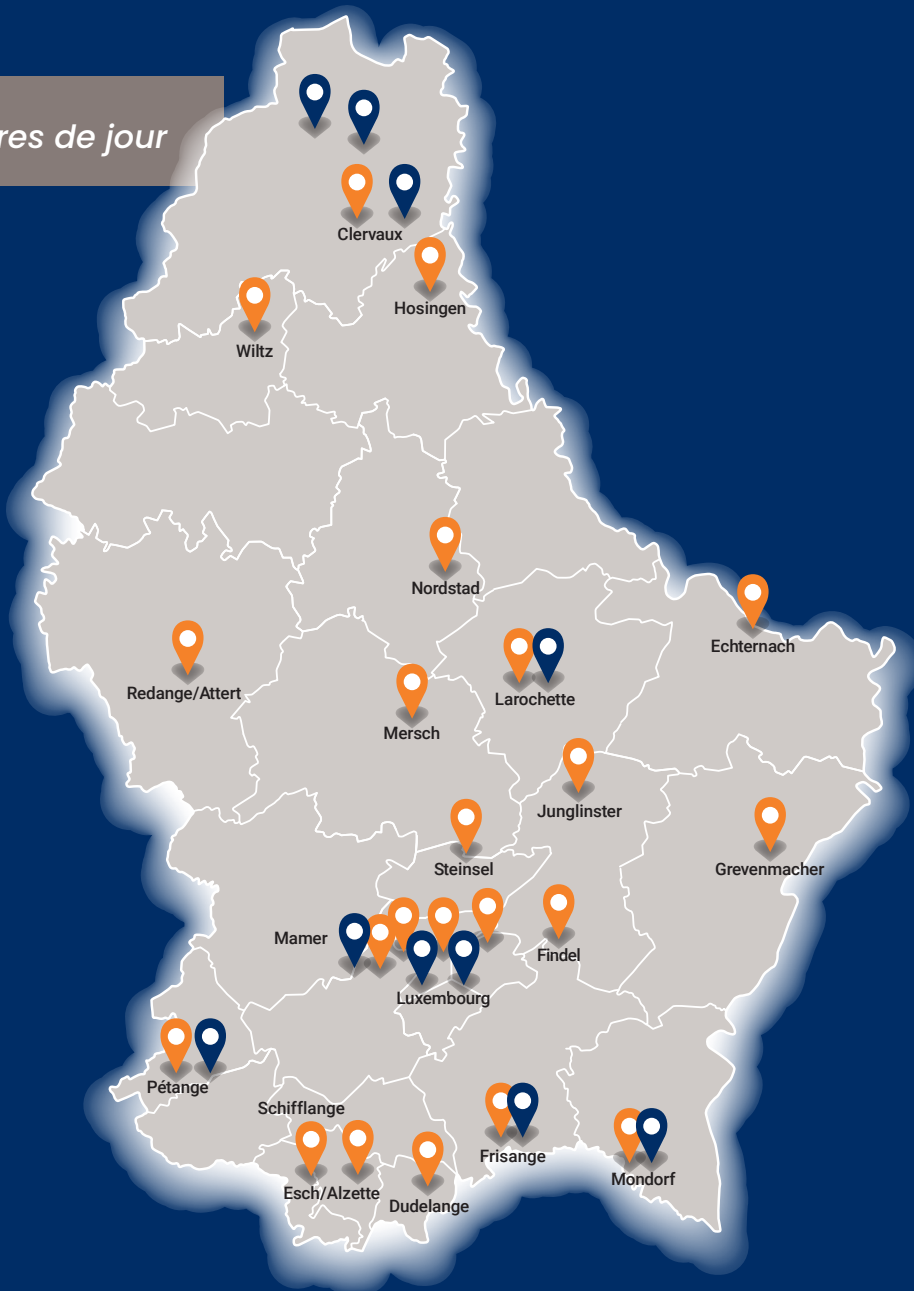 de jour
Clervaux
Hosingen
Wiltz
Nordstad
Echternach
Redange/Attert
Larochette
Mersch
Junglinster
Steinsel
Grevenmacher
Mamer
Findel
Luxembourg
Pétange
Schifflange
Frisange
Mondorf
Esch/Alzette
Dudelange